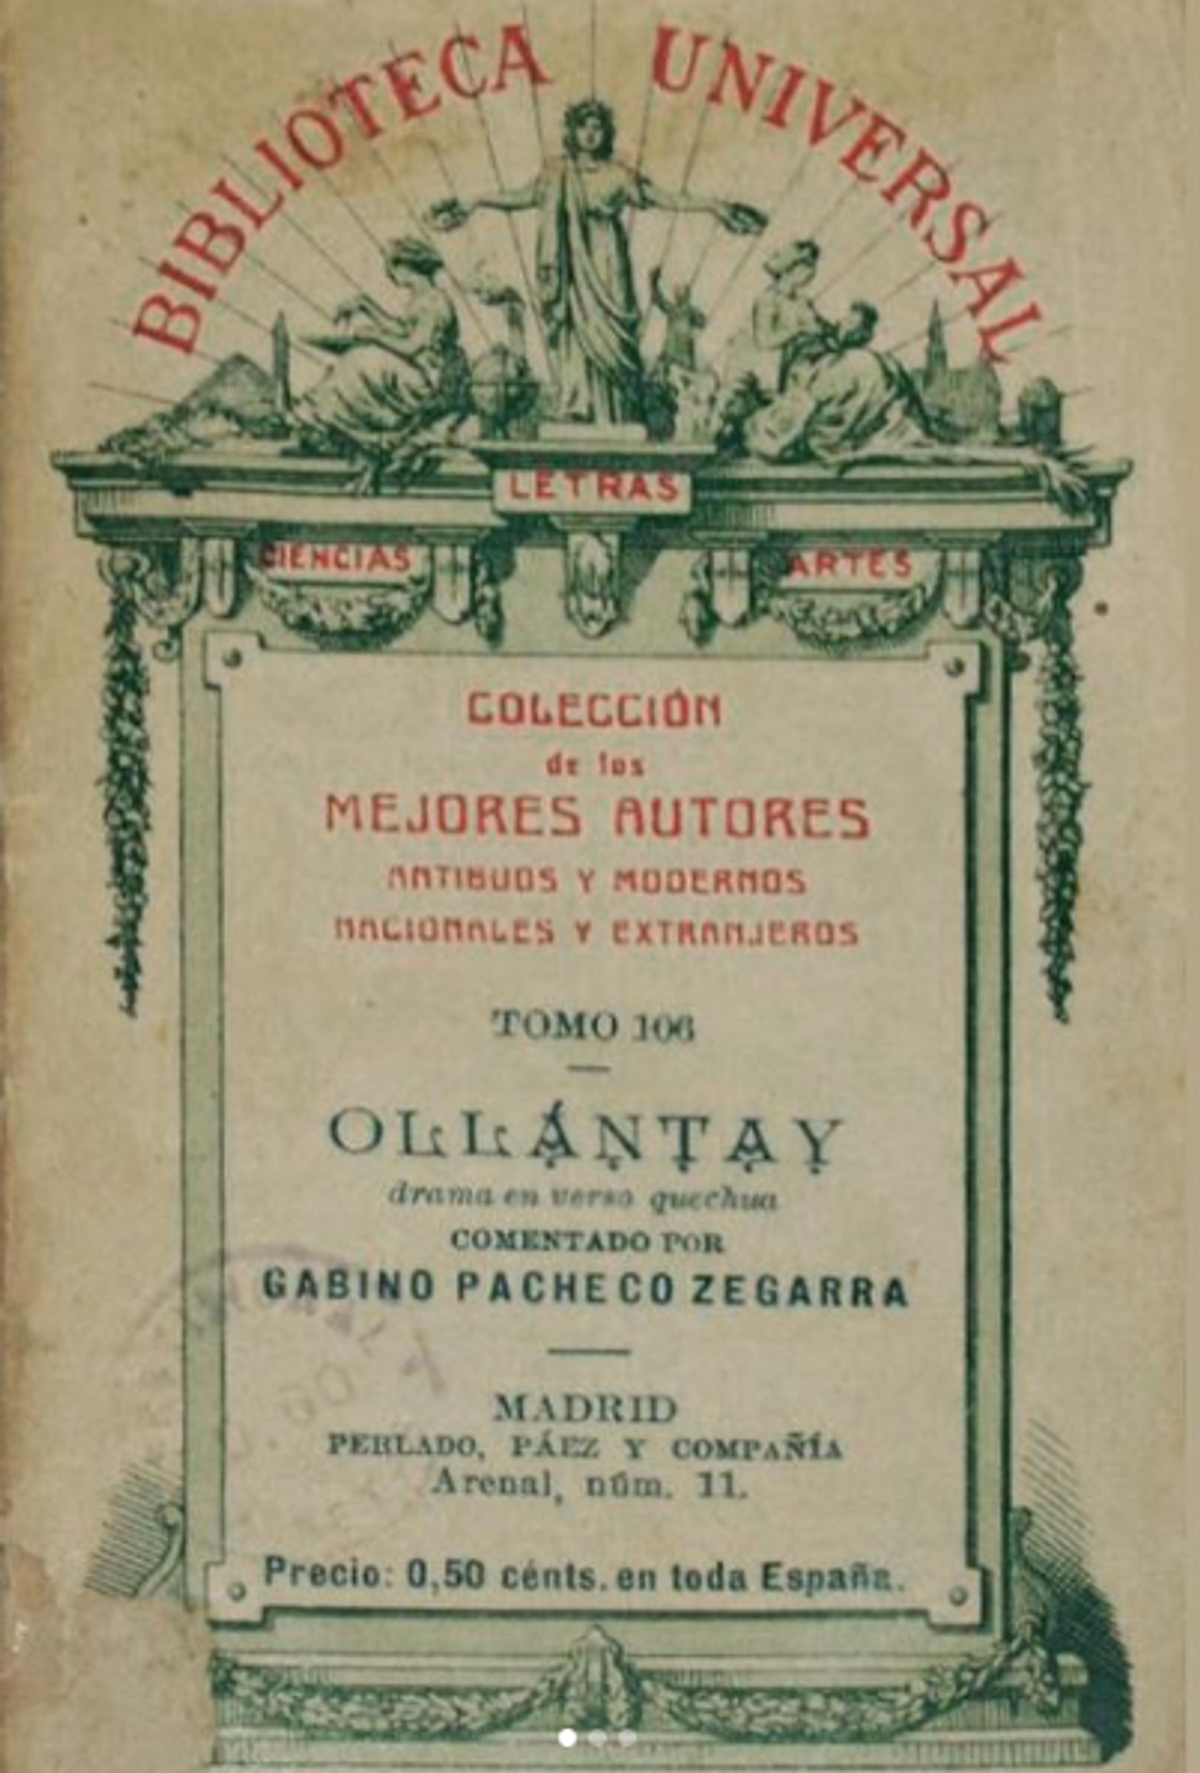 BIBLIOTECA UNIVERSAL
LETRAS
CIENCIAS
ARTES
COLECCIÓN
de los
MEJORES AUTORES
ANTIGUOS Y MODERNOS
NACIONALES Y EXTRANJEROS
TOMO 106
OLLÁNTAY
drama en verso quechua
COMENTADO POR
GABINO PACHECO ZEGARRA
MADRID
PERLADO, PÁEZ Y COMPAÑÍA
Arenal, núm. 11.
Precio: 0,50 cénts. en toda España.